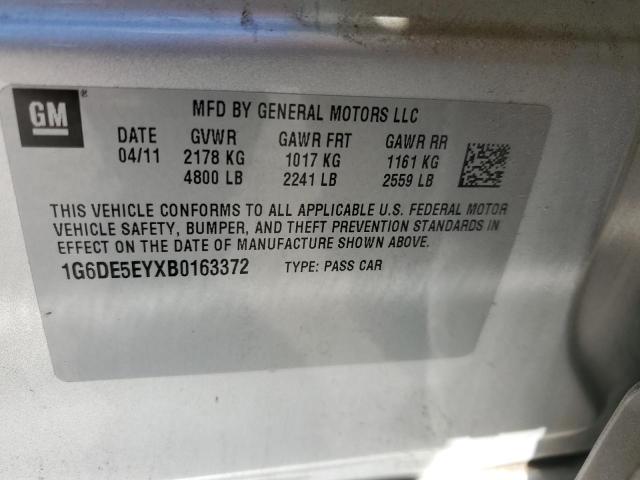 GM
®
MFD BY GENERAL MOTORS LLC
DATE GVWR GAWR FRT GAWR RR
04/11 2178 KG 1017 KG 1161 KG
4800 LB 2241 LB 2559 LB
THIS VEHICLE CONFORMS TO ALL APPLICABLE U.S. FEDERAL MOTOR
VEHICLE SAFETY, BUMPER, AND THEFT PREVENTION STANDARDS IN
EFFECT ON THE DATE OF MANUFACTURE SHOWN ABOVE.
1G6DE5EYXB0163372 TYPE: PASS CAR